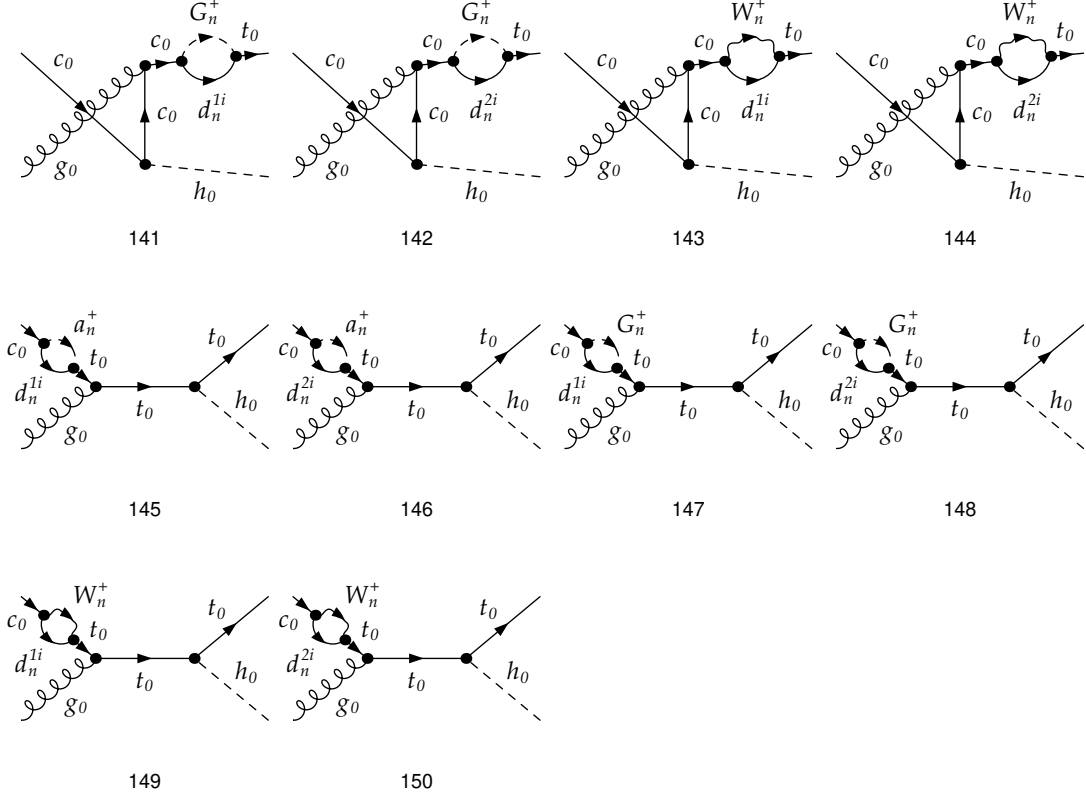 G_n^+ t_0 G_n^+ t_0 W_n^+ t_0 W_n^+ t_0
c_0 c_0 c_0 c_0 c_0 c_0 c_0 c_0
d_n^{1i} d_n^{2i} d_n^{1i} d_n^{2i}
c_0 c_0 c_0 c_0
g_0 g_0 g_0 g_0
h_0 h_0 h_0 h_0
141 142 143 144
a_n^+ a_n^+ G_n^+ G_n^+
c_0 t_0 t_0 c_0 t_0 t_0 c_0 t_0 t_0 c_0 t_0 t_0
d_n^{1i} h_0 d_n^{2i} h_0 d_n^{1i} h_0 d_n^{2i} h_0
g_0 t_0 g_0 t_0 g_0 t_0 g_0 t_0
145 146 147 148
W_n^+ W_n^+
c_0 t_0 t_0 c_0 t_0 t_0
d_n^{1i} h_0 d_n^{2i} h_0
g_0 t_0 g_0 t_0
149 150